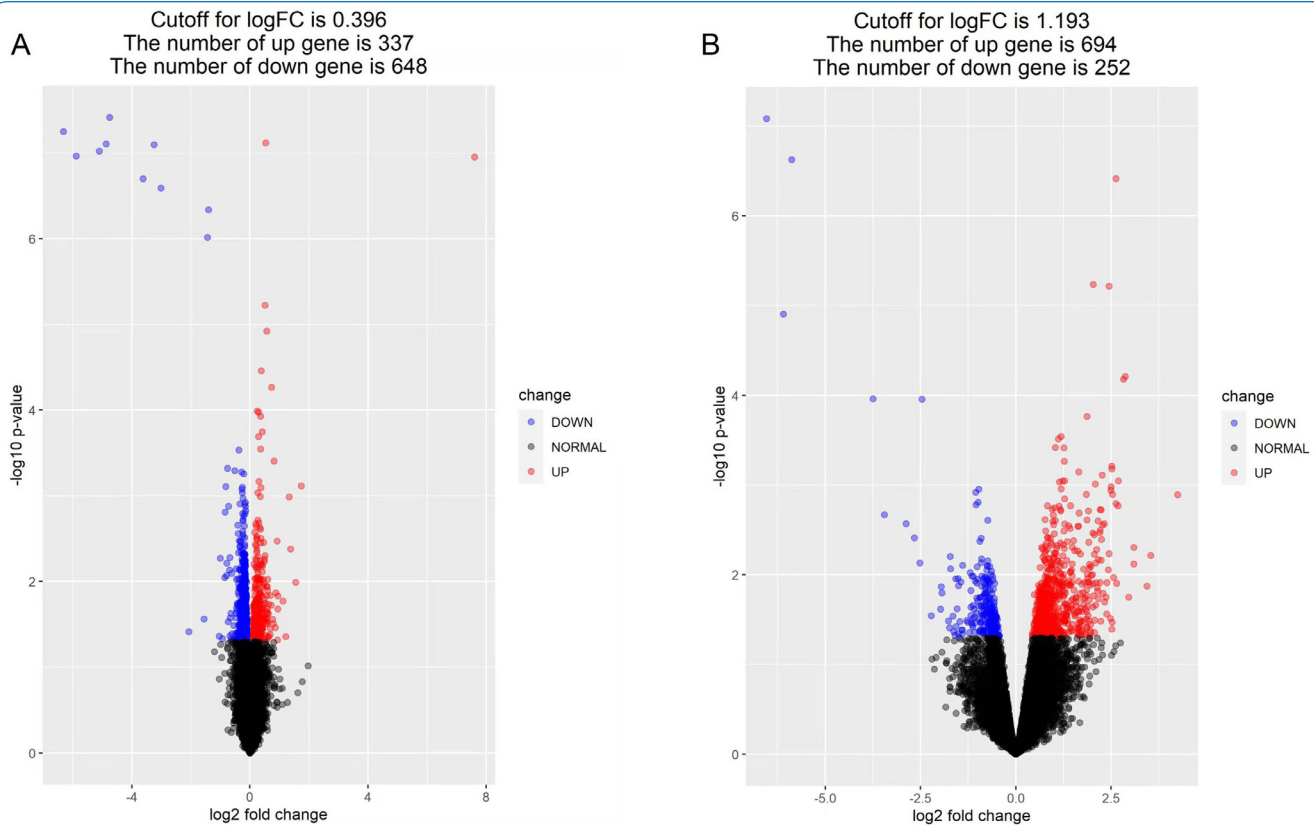 A
Cutoff for logFC is 0.396
The number of up gene is 337
The number of down gene is 648
-log10 p-value
6
4
2
0
-4
0
4
8
log2 fold change
change
DOWN
NORMAL
UP
B
Cutoff for logFC is 1.193
The number of up gene is 694
The number of down gene is 252
-log10 p-value
6
4
2
0
-5.0
-2.5
0.0
2.5
log2 fold change
change
DOWN
NORMAL
UP